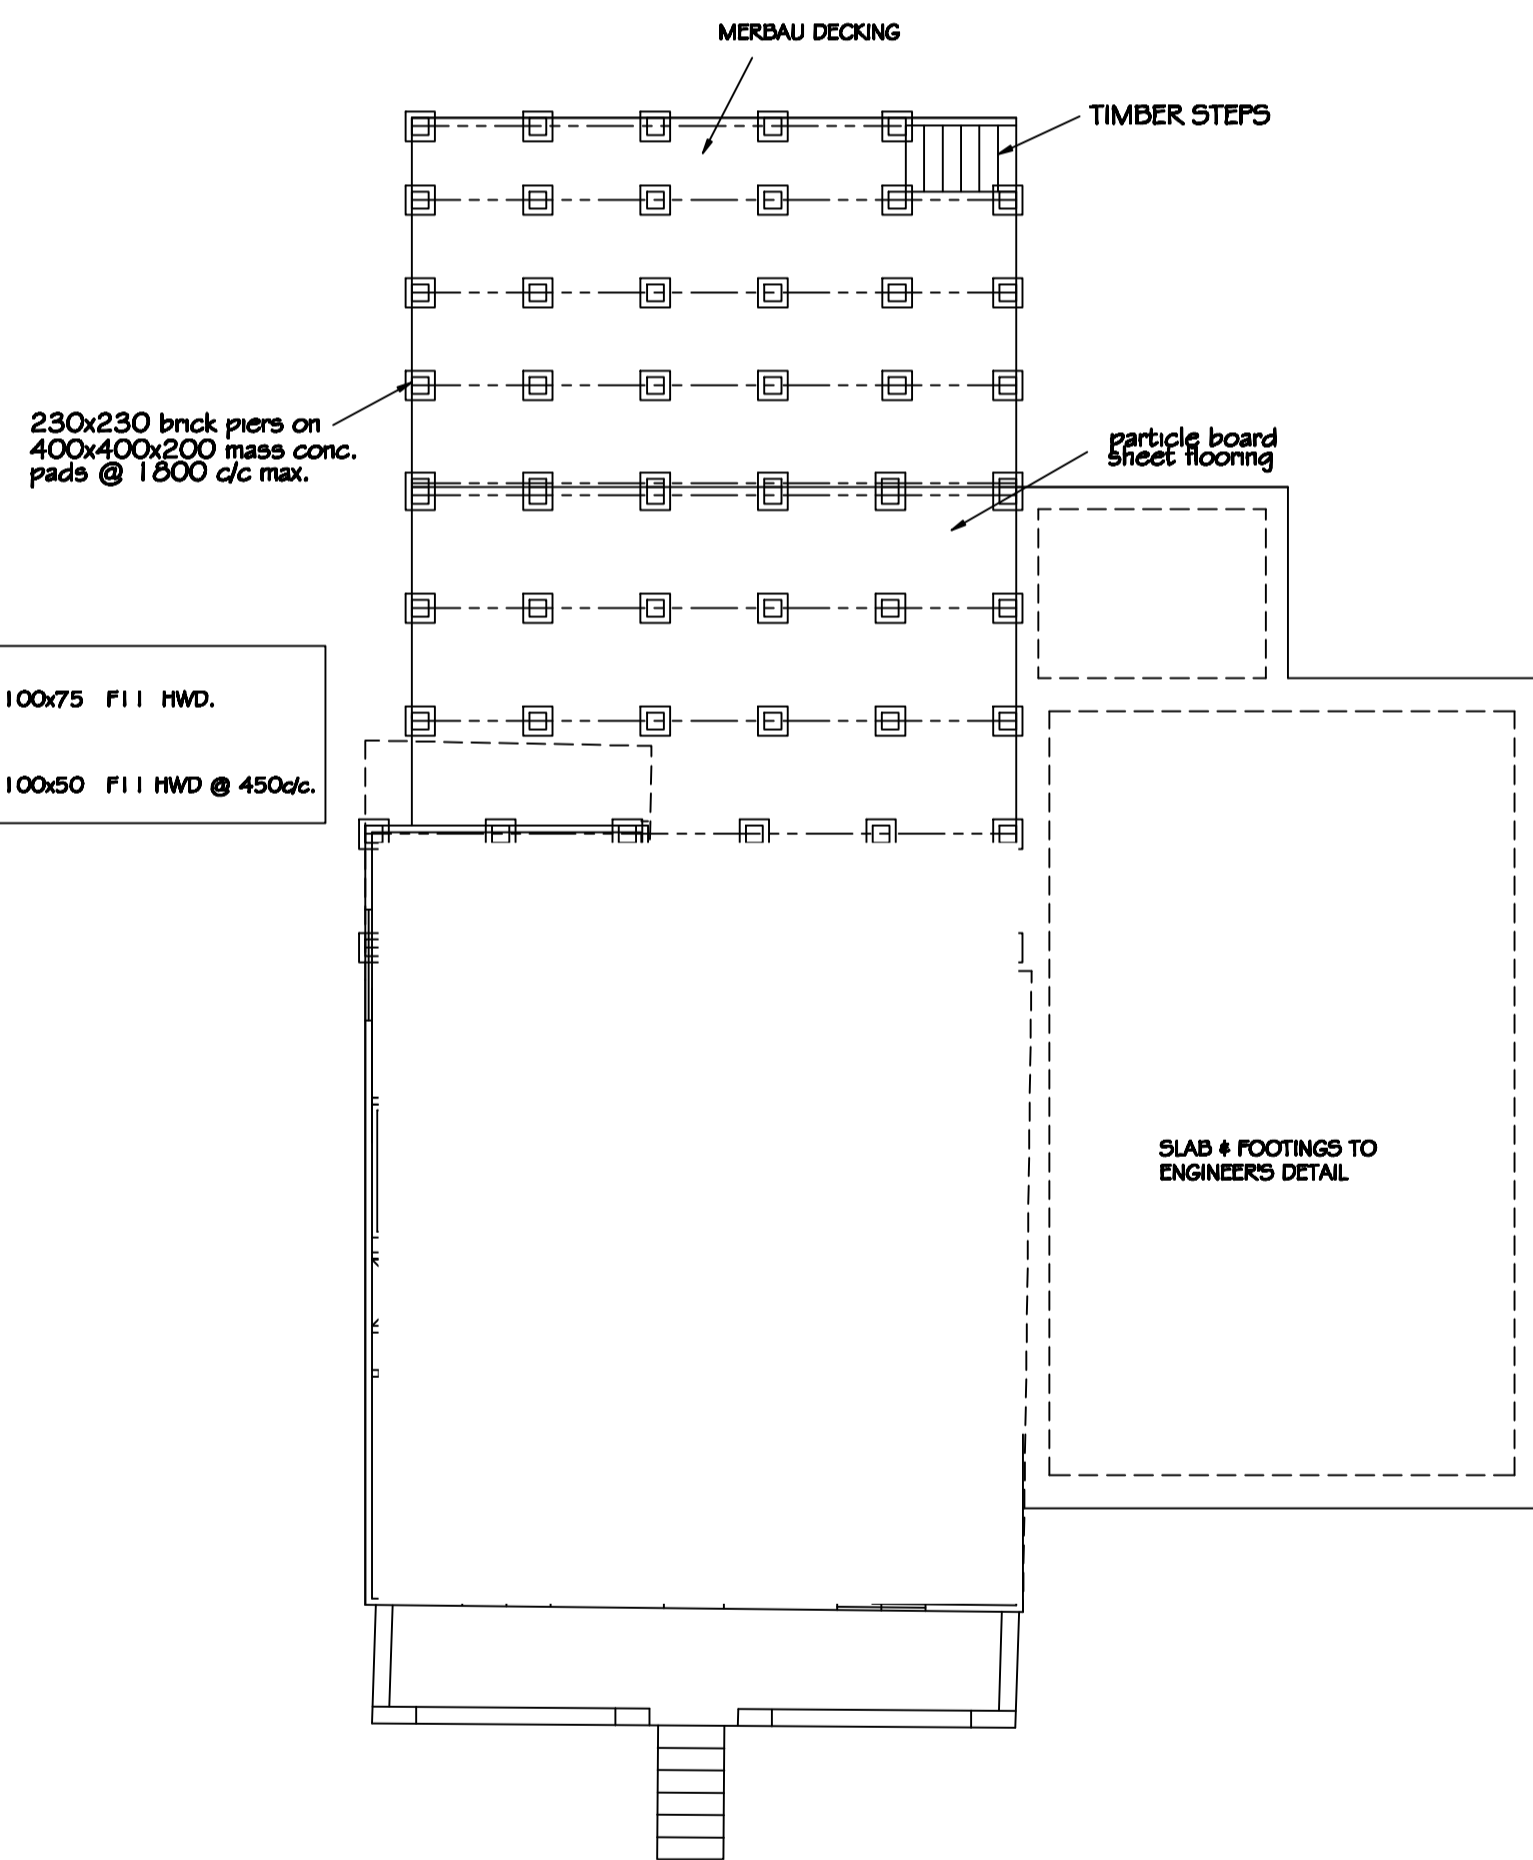 MERBAU DECKING
TIMBER STEPS
230x230 brick piers on
400x400x200 mass conc.
pads @ 1800 c/c max.
particle board
sheet flooring
100x75 F11 HWD.
100x50 F11 HWD @ 450c/c.
SLAB & FOOTINGS TO
ENGINEER'S DETAIL